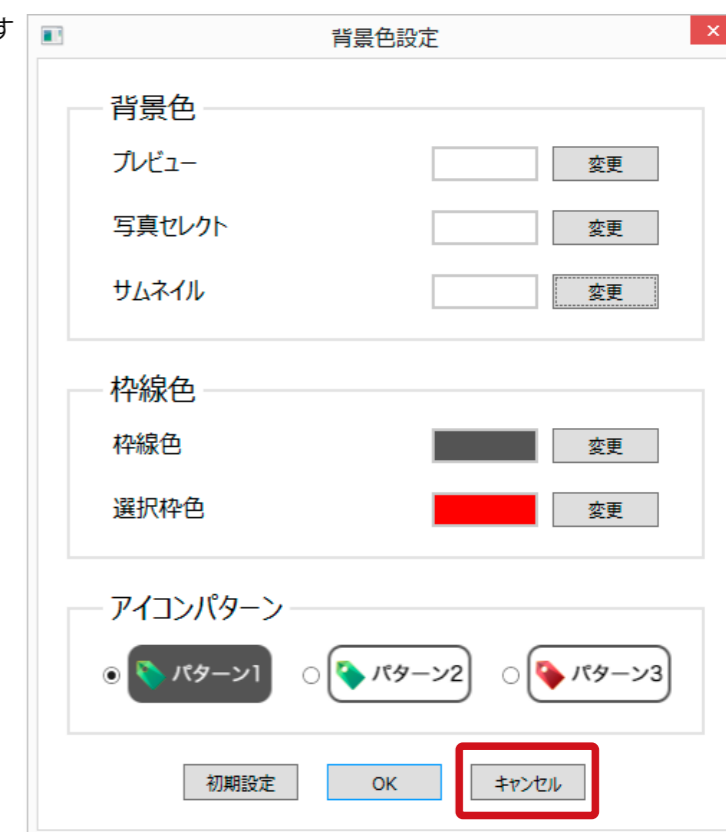 す
背景色設定
背景色
プレビュー 変更
写真セレクト 変更
サムネイル 変更
枠線色
枠線色 変更
選択枠色 変更
アイコンパターン
パターン1 パターン2 パターン3
初期設定 OK キャンセル